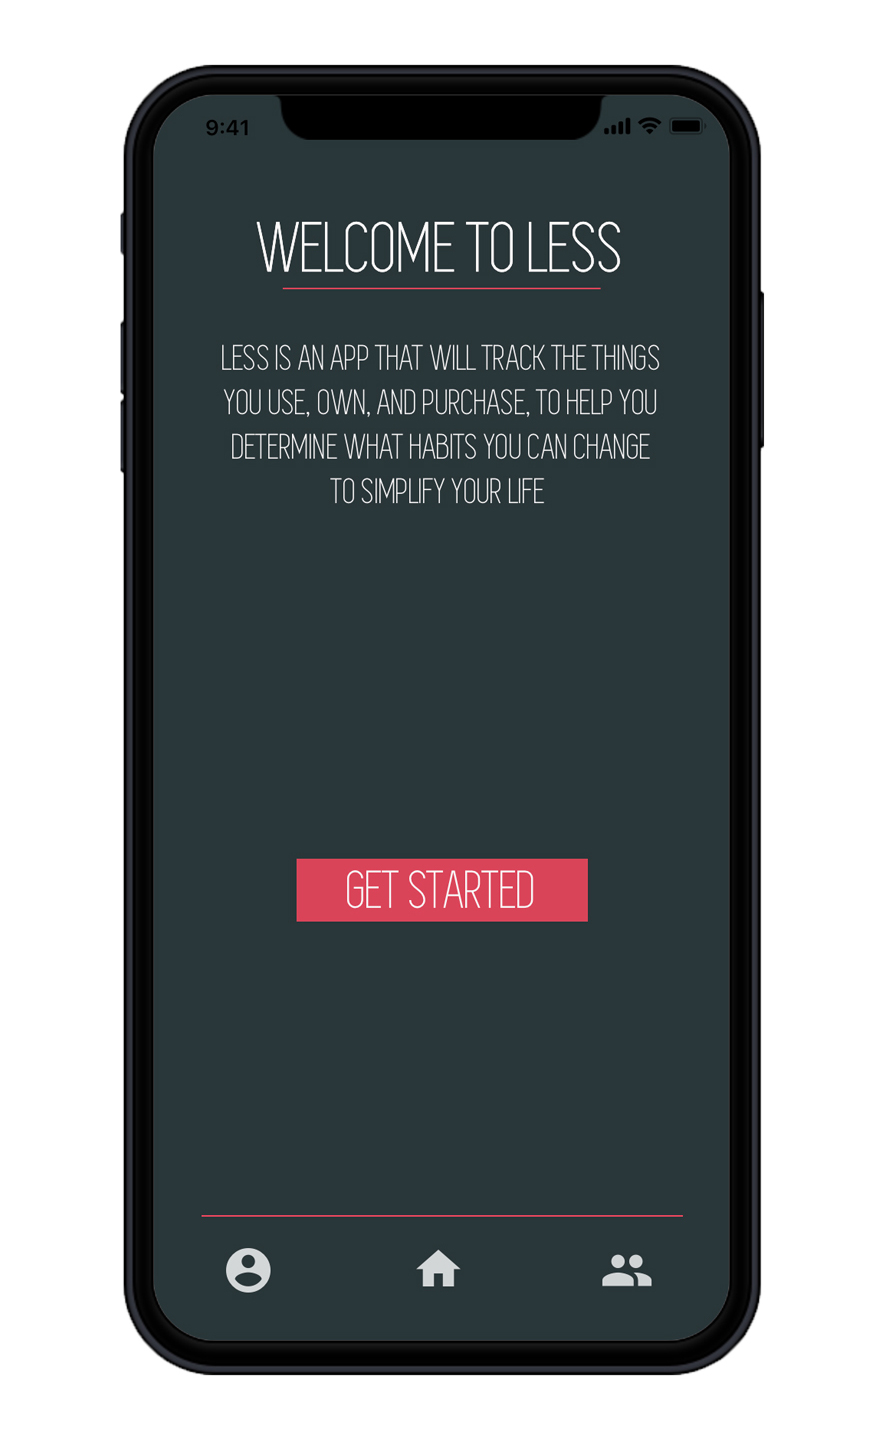 9:41
WELCOME TO LESS
LESS IS AN APP THAT WILL TRACK THE THINGS
YOU USE, OWN, AND PURCHASE, TO HELP YOU
DETERMINE WHAT HABITS YOU CAN CHANGE
TO SIMPLIFY YOUR LIFE
GET STARTED